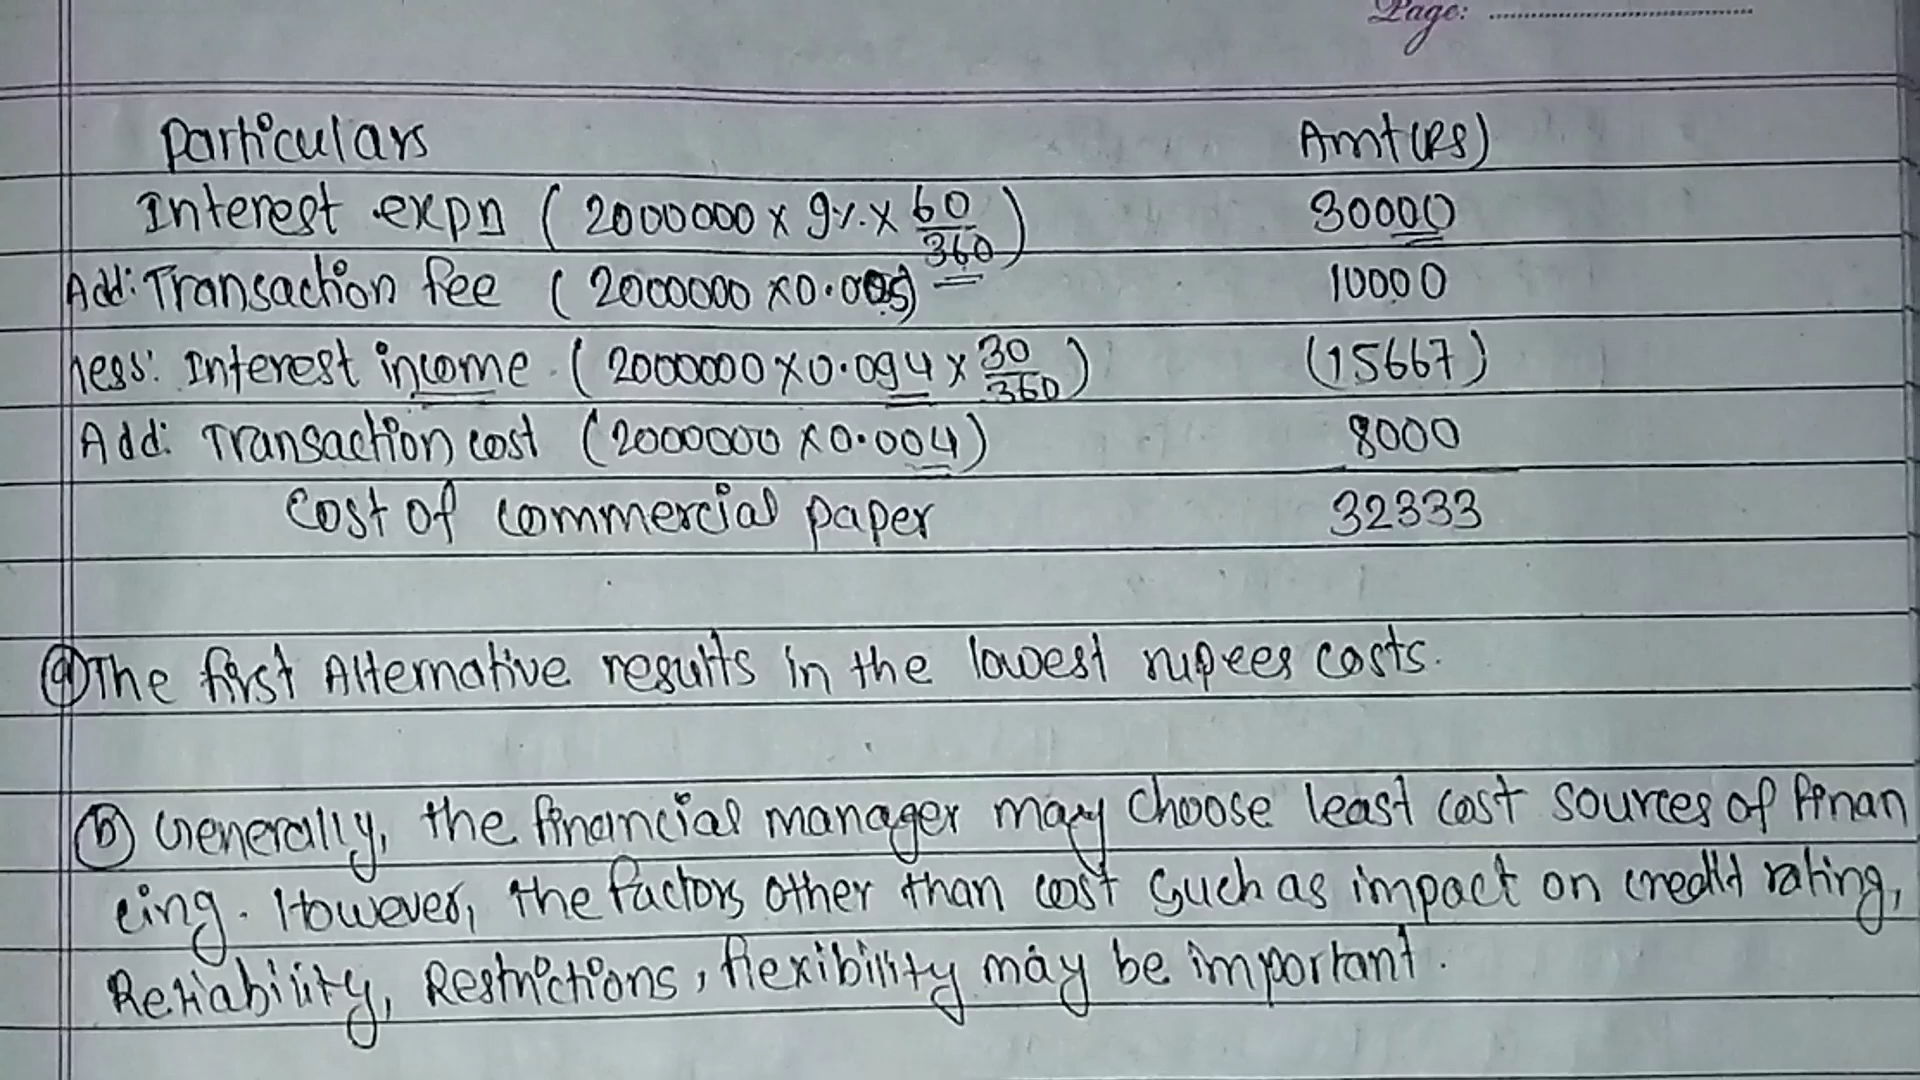 Page: ..........
Particulars Amt(RS)
Interest expn ( 2000000 x 9%. x 60/360 ) 30000
Add: Transaction fee ( 2000000 x0.005) 10000
Less: Interest income ( 2000000 x0.094 x 30/360 ) (15667)
Add: Transaction cost (2000000 x0.004) 8000
Cost of commercial paper 32333
(a) The first Alternative results in the lowest rupees costs.
(b) Generally, the financial manager may choose least cost sources of finan
cing. However, the factors other than cost such as impact on credit rating,
Reliability, Restrictions, flexibility may be important.